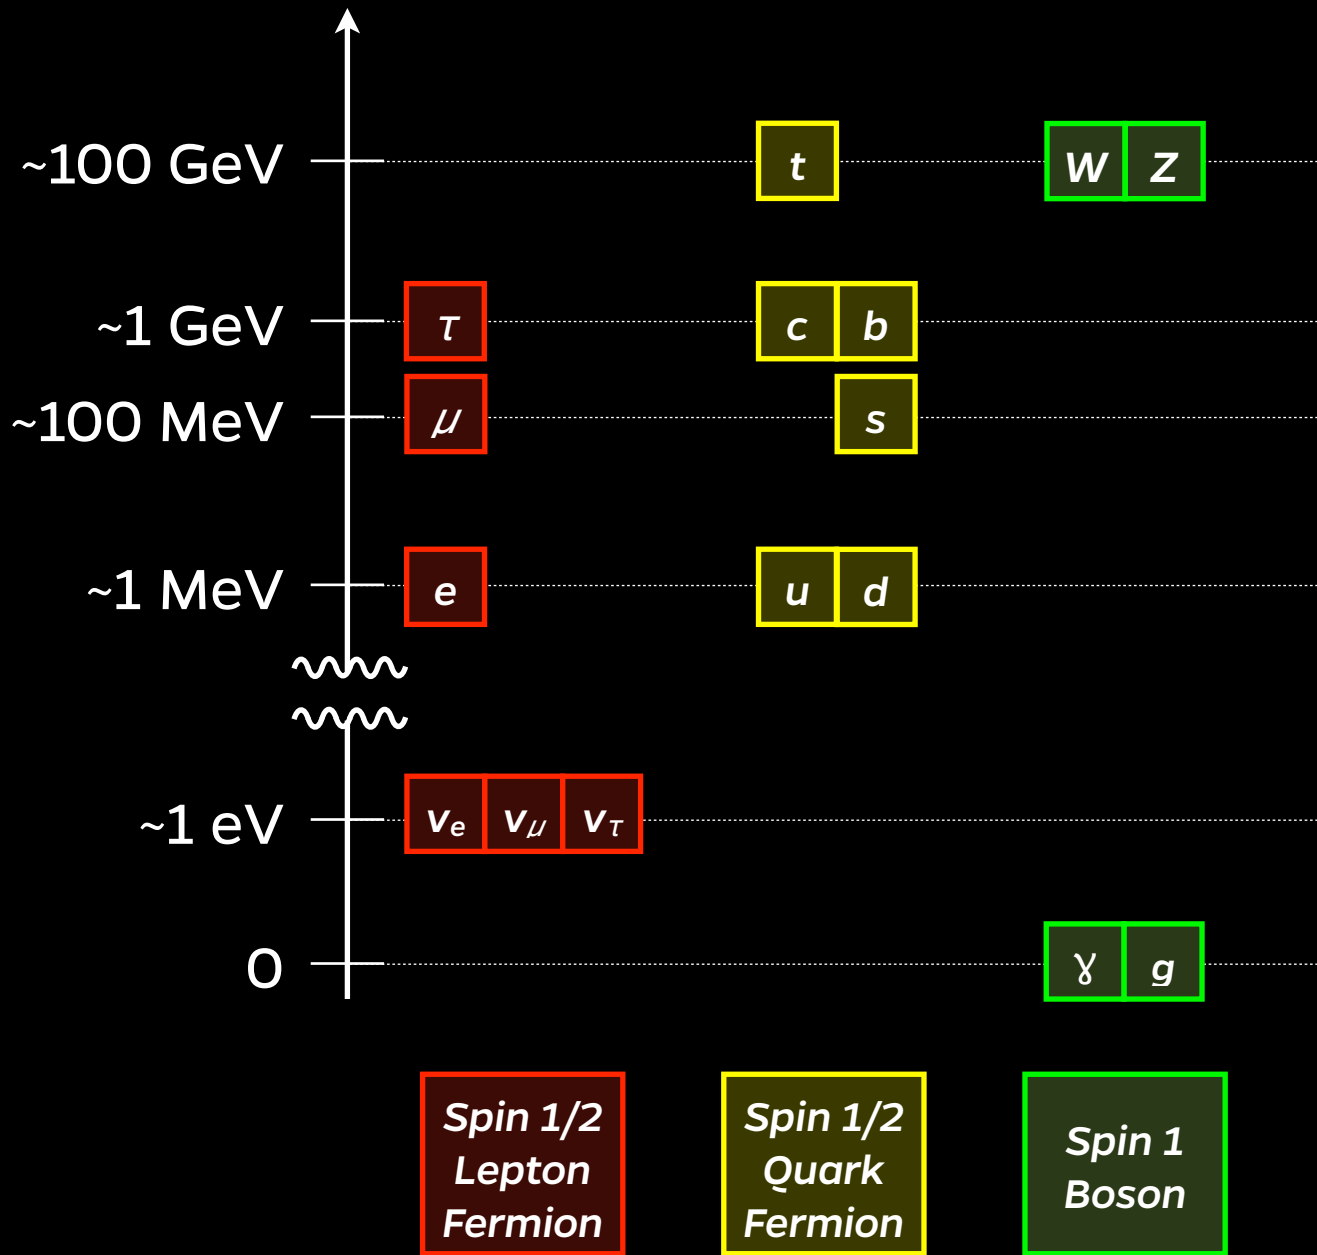 ~100 GeV
t
W Z
~1 GeV
τ
c b
~100 MeV
μ
s
~1 MeV
e
u d
~1 eV
νe νμ ντ
0
γ g
Spin 1/2
Lepton
Fermion
Spin 1/2
Quark
Fermion
Spin 1
Boson